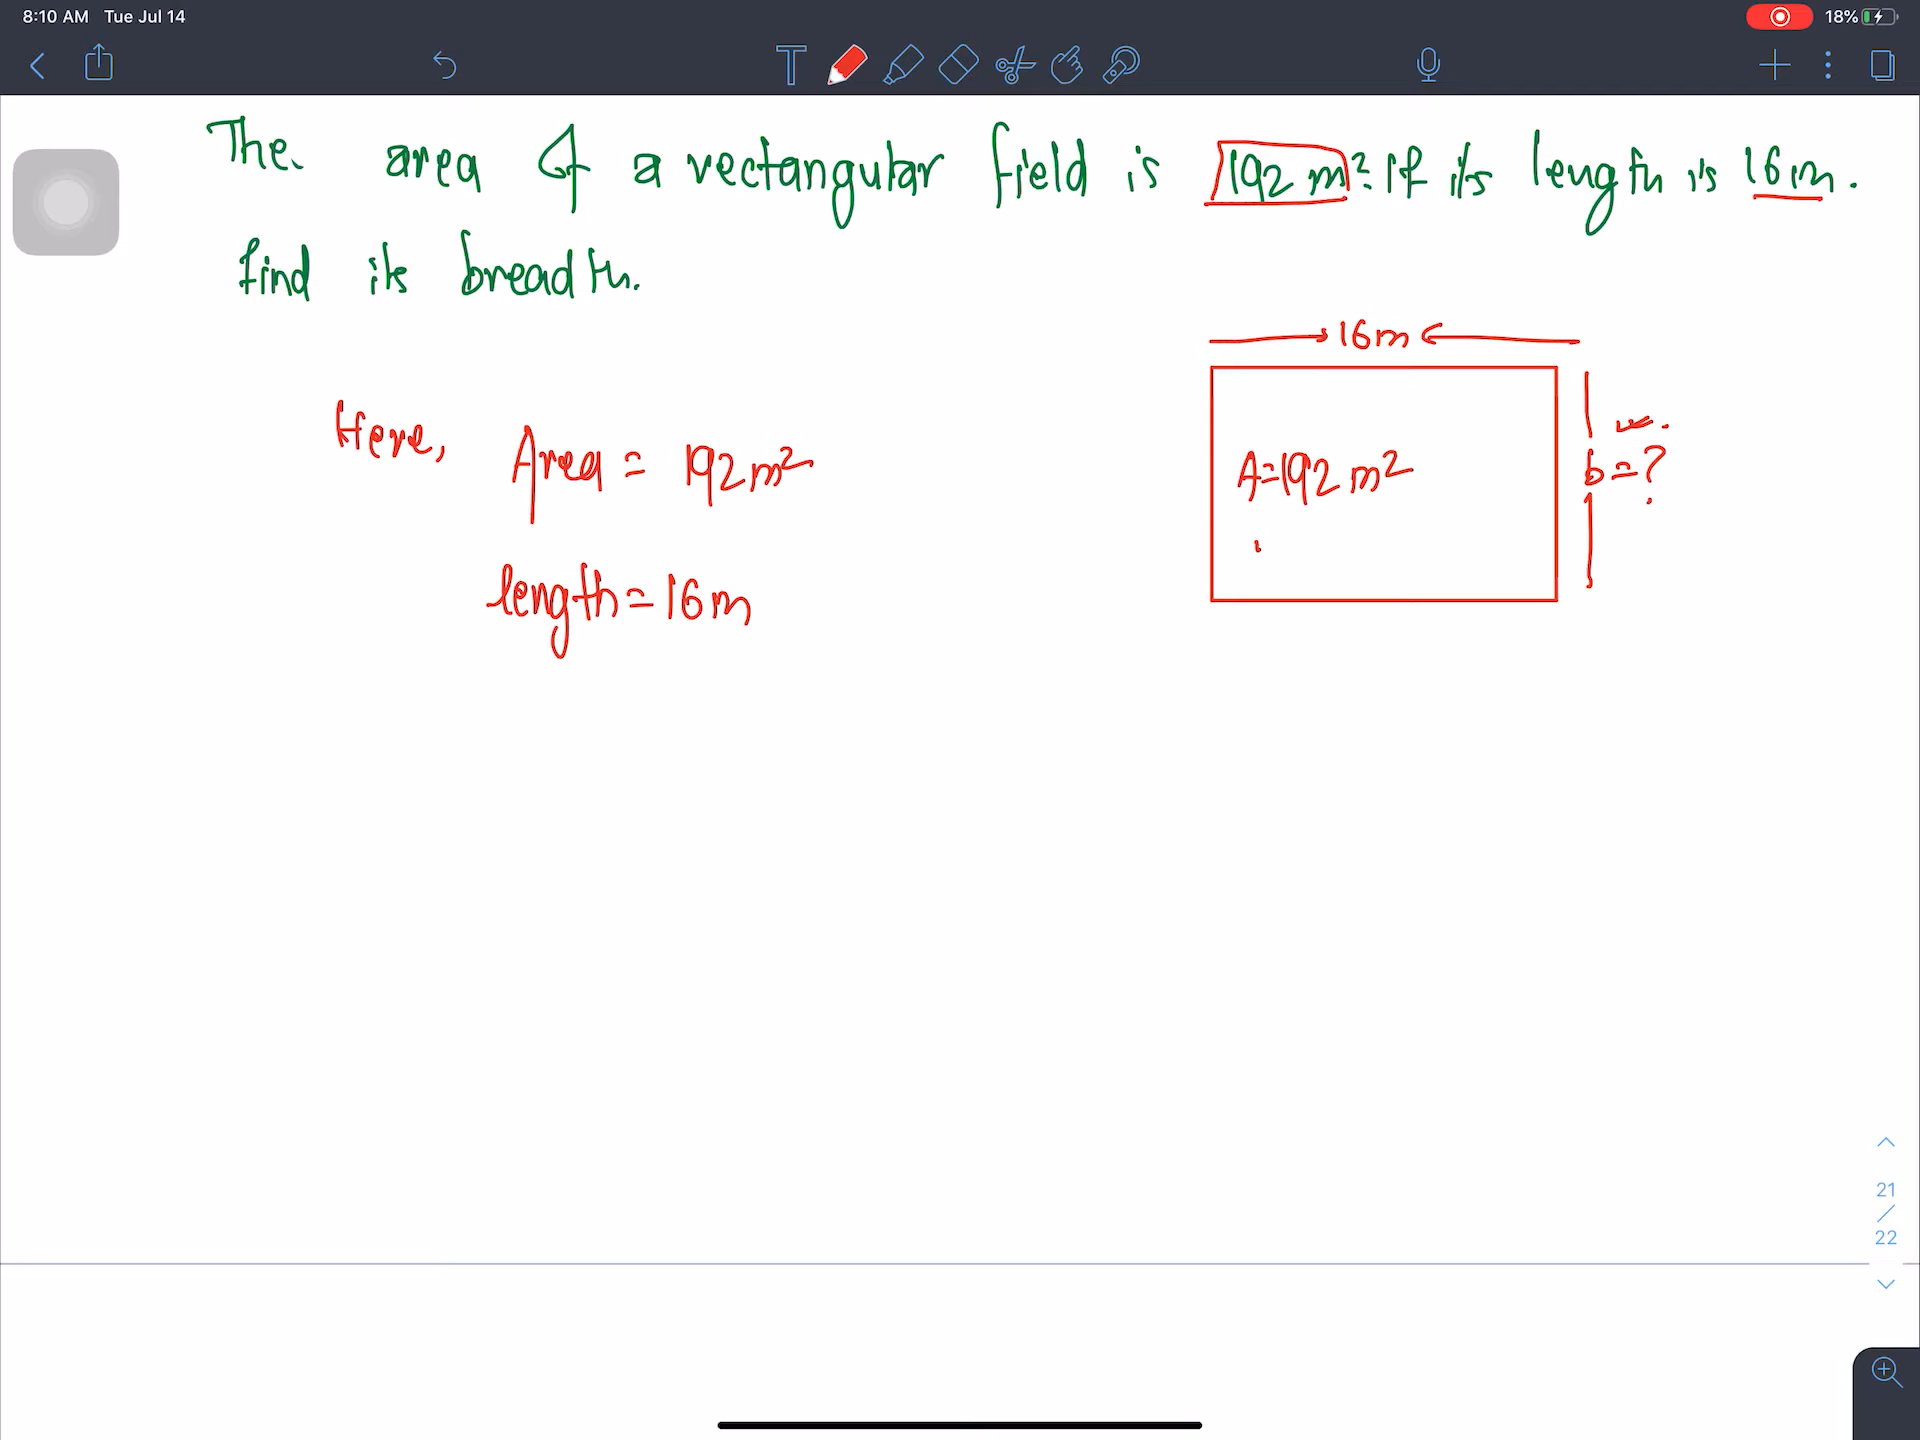 8:10 AM Tue Jul 14
18%
The area of a rectangular field is 192 m². If its length is 16m.
find its breadth.
16m
Here, Area = 192m²
A=192 m²
b=?
length=16m
21
/
22